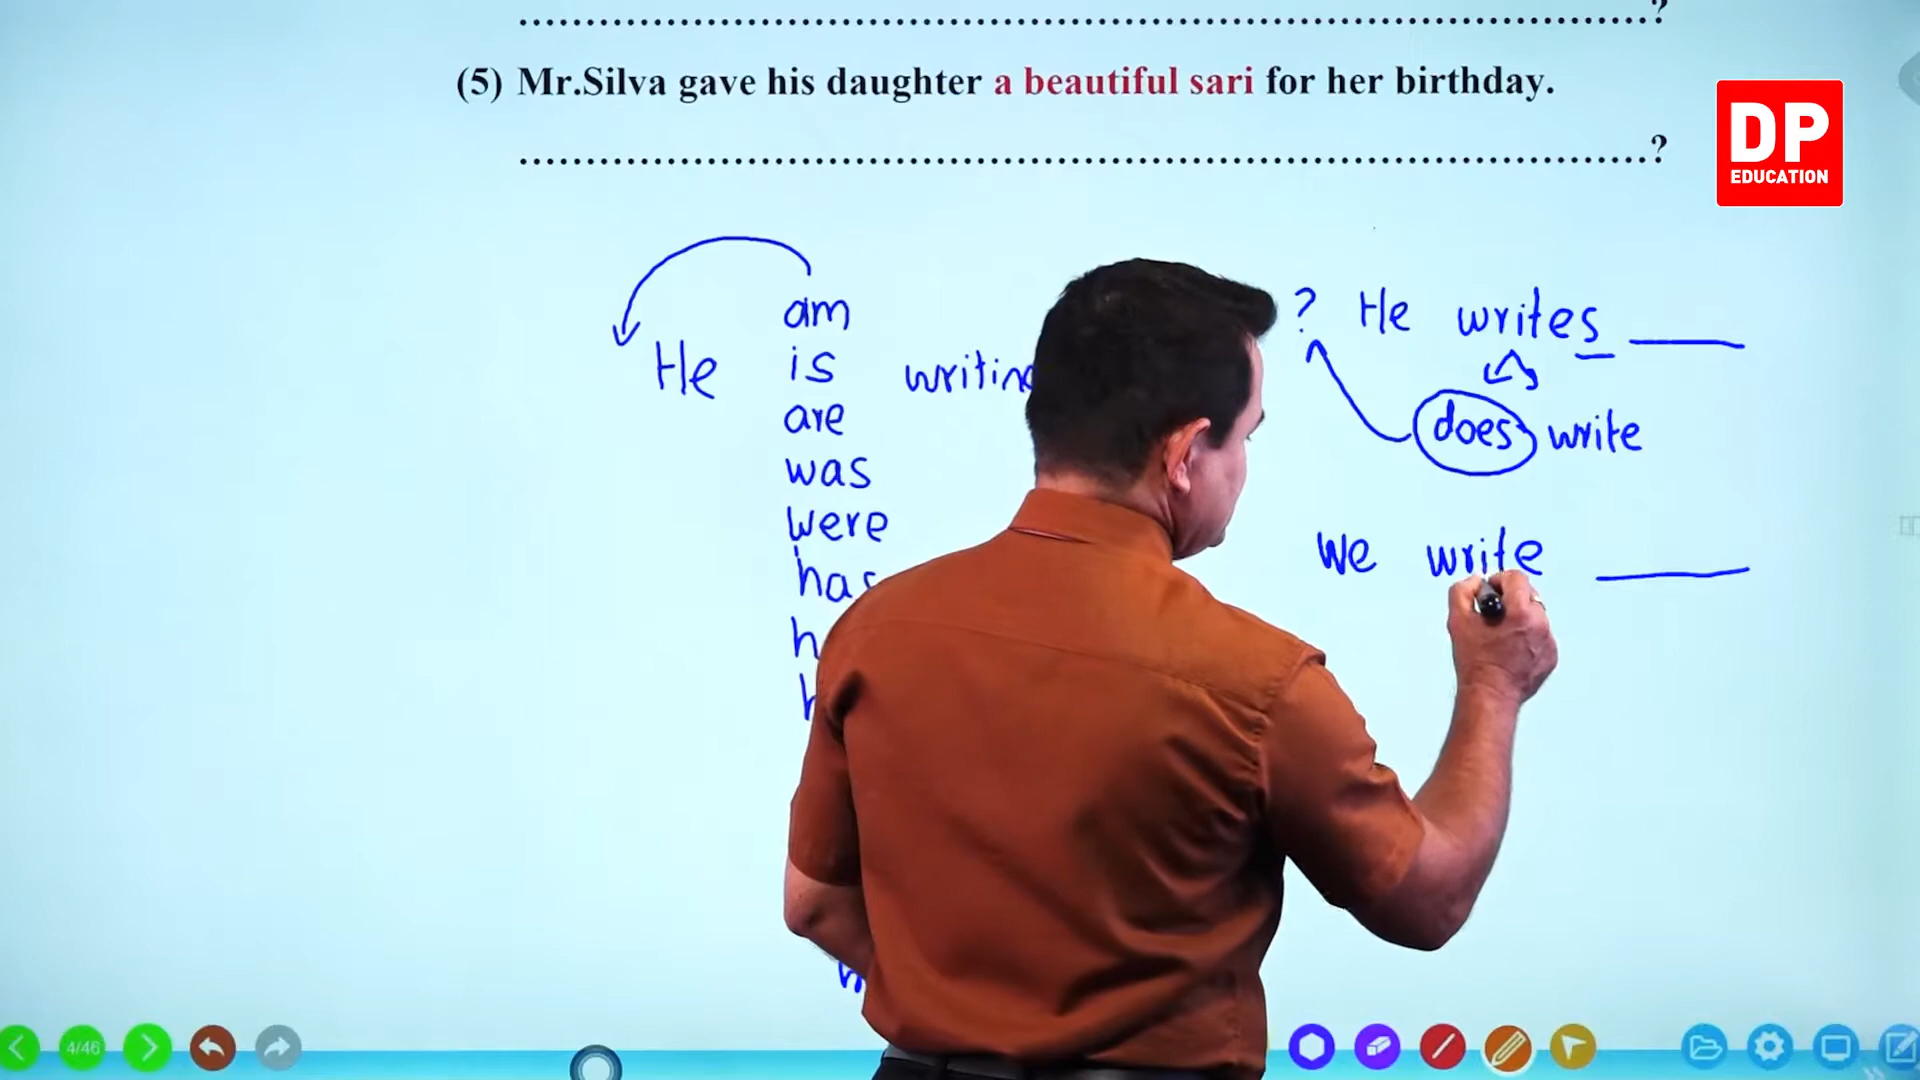 ...?
(5) Mr.Silva gave his daughter a beautiful sari for her birthday.
...?
DP
EDUCATION
am
He is writin
are
was
were
has
? He writes
does write
We write
4/46